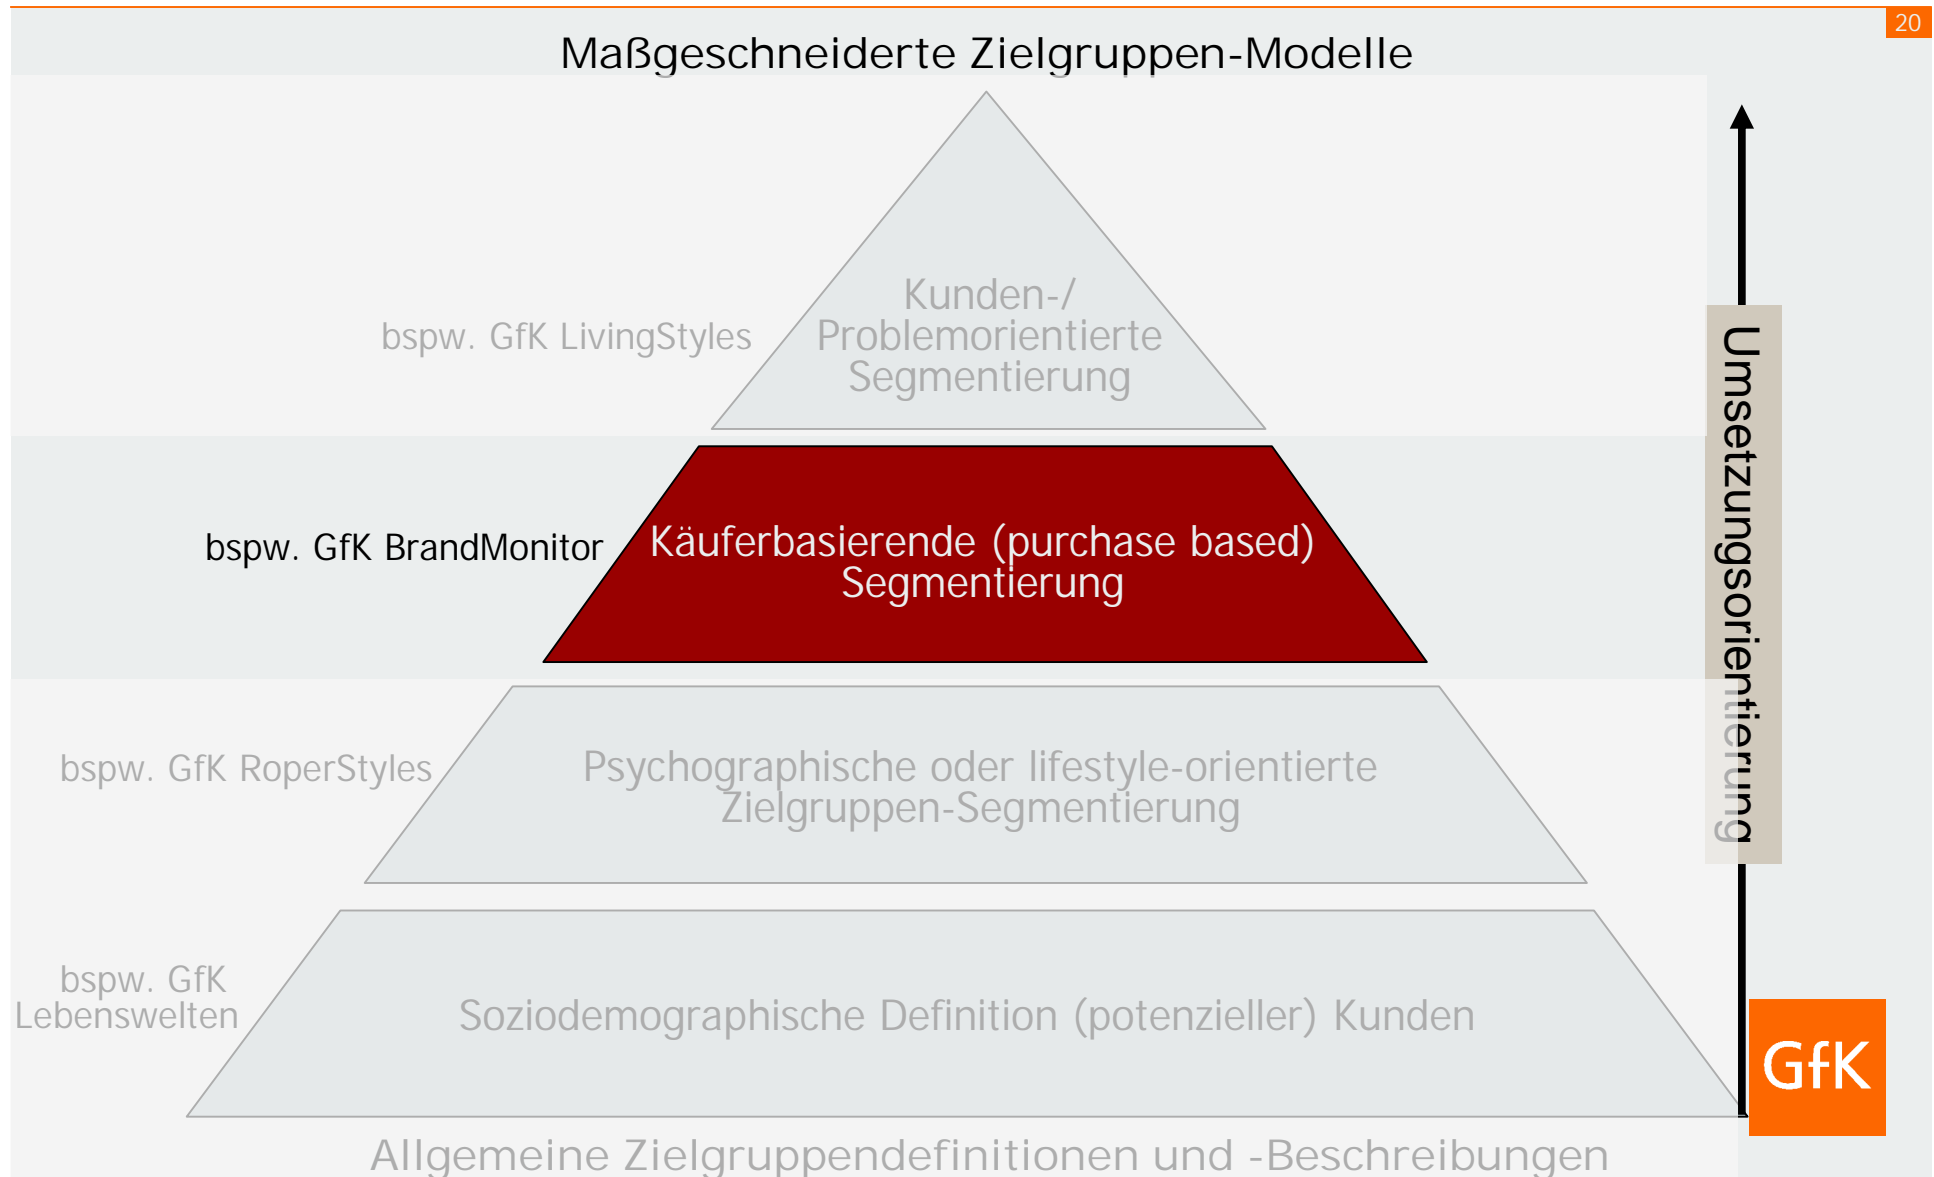 20
Maßgeschneiderte Zielgruppen-Modelle
Kunden-/
Problemorientierte
Segmentierung
bspw. GfK LivingStyles
bspw. GfK BrandMonitor
Käuferbasierende (purchase based)
Segmentierung
bspw. GfK RoperStyles
Psychographische oder lifestyle-orientierte
Zielgruppen-Segmentierung
bspw. GfK
Lebenswelten
Soziodemographische Definition (potenzieller) Kunden
Allgemeine Zielgruppendefinitionen und -Beschreibungen
Umsetzungsorientierung
GfK